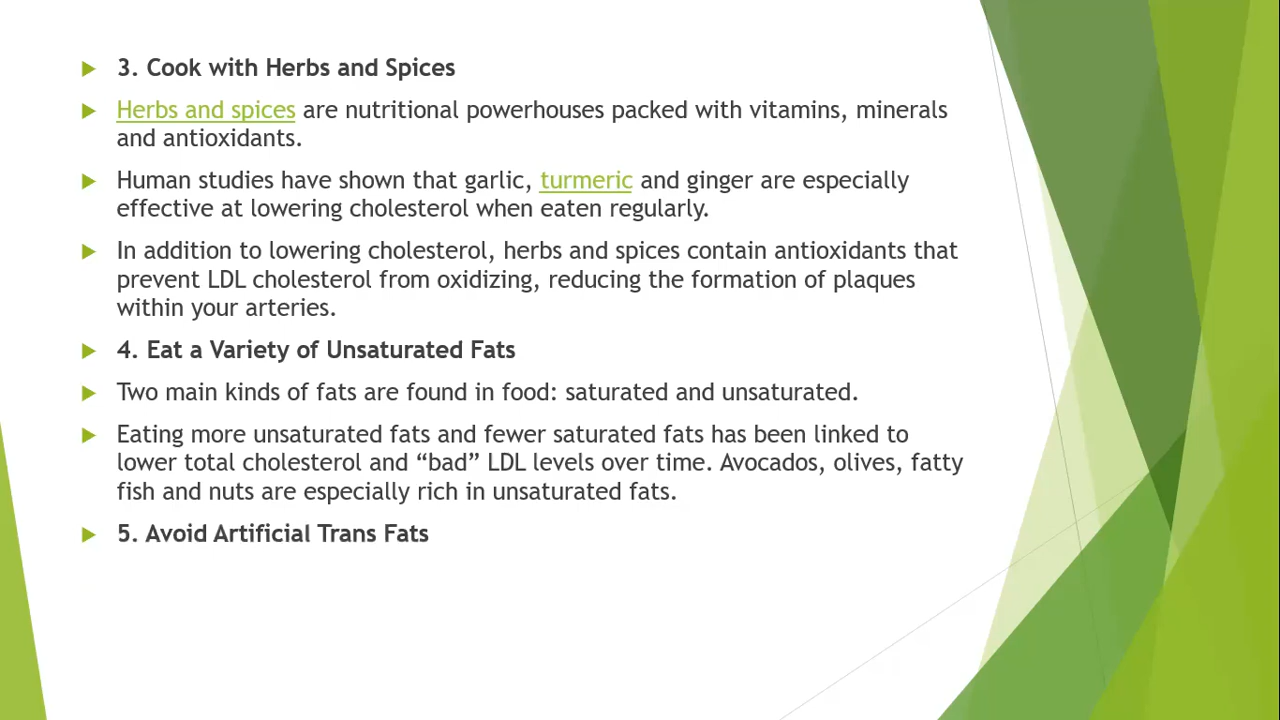 3. Cook with Herbs and Spices
Herbs and spices are nutritional powerhouses packed with vitamins, minerals
and antioxidants.
Human studies have shown that garlic, turmeric and ginger are especially
effective at lowering cholesterol when eaten regularly.
In addition to lowering cholesterol, herbs and spices contain antioxidants that
prevent LDL cholesterol from oxidizing, reducing the formation of plaques
within your arteries.
4. Eat a Variety of Unsaturated Fats
Two main kinds of fats are found in food: saturated and unsaturated.
Eating more unsaturated fats and fewer saturated fats has been linked to
lower total cholesterol and “bad” LDL levels over time. Avocados, olives, fatty
fish and nuts are especially rich in unsaturated fats.
5. Avoid Artificial Trans Fats